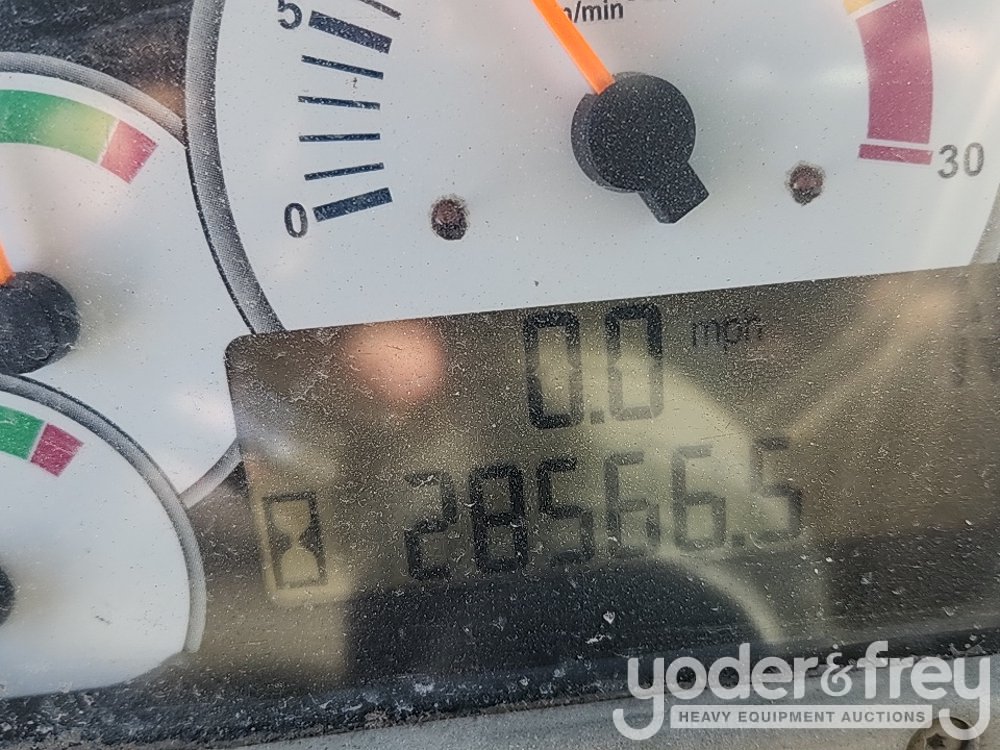 5
/min
0
30
0.0 mph
28566.5
yoder&frey
HEAVY EQUIPMENT AUCTIONS